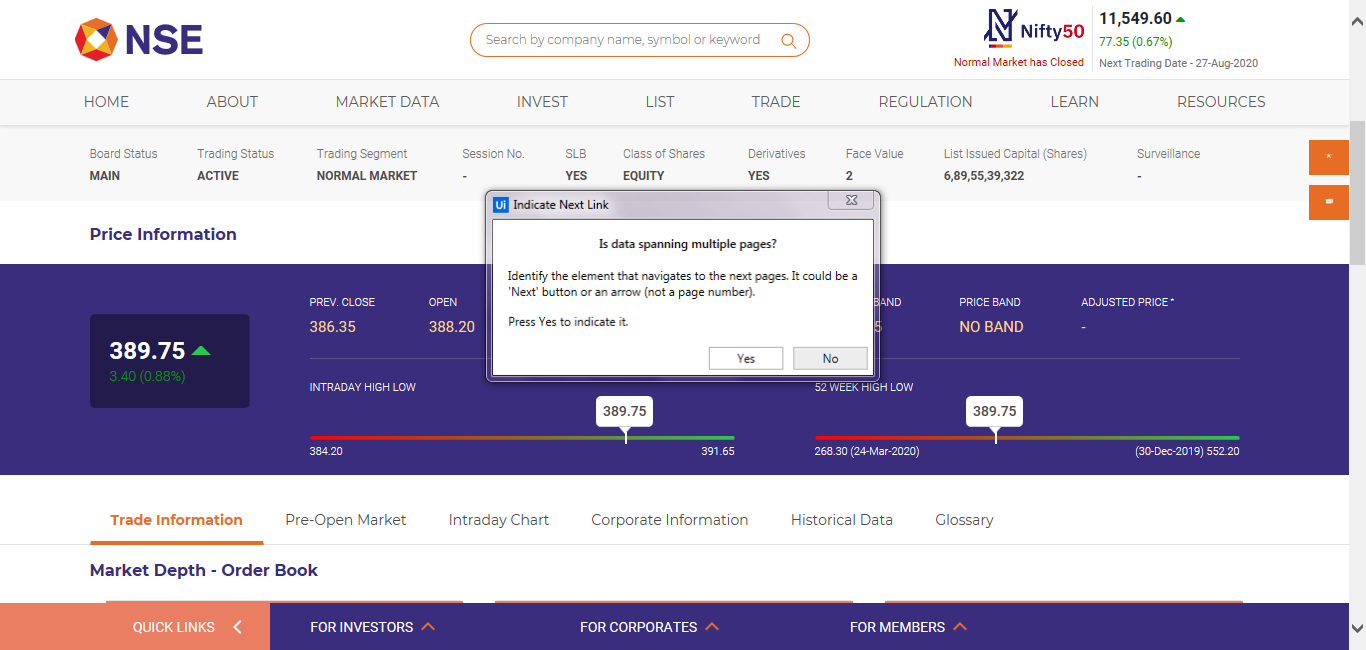 NSE
Search by company name, symbol or keyword
Nifty50
11,549.60
77.35 (0.67%)
Normal Market has Closed
Next Trading Date - 27-Aug-2020
HOME ABOUT MARKET DATA INVEST LIST TRADE REGULATION LEARN RESOURCES
Board Status Trading Status Trading Segment Session No. SLB Class of Shares Derivatives Face Value List Issued Capital (Shares) Surveillance
MAIN ACTIVE NORMAL MARKET - YES EQUITY YES 2 6,89,55,39,322 -
Price Information
Ui Indicate Next Link
Is data spanning multiple pages?
Identify the element that navigates to the next pages. It could be a
'Next' button or an arrow (not a page number).
Press Yes to indicate it.
Yes No
PREV. CLOSE OPEN BAND PRICE BAND ADJUSTED PRICE*
386.35 388.20 5 NO BAND -
389.75
3.40 (0.88%)
INTRADAY HIGH LOW 52 WEEK HIGH LOW
389.75 389.75
384.20 391.65 268.30 (24-Mar-2020) (30-Dec-2019) 552.20
Trade Information Pre-Open Market Intraday Chart Corporate Information Historical Data Glossary
Market Depth - Order Book
QUICK LINKS FOR INVESTORS FOR CORPORATES FOR MEMBERS